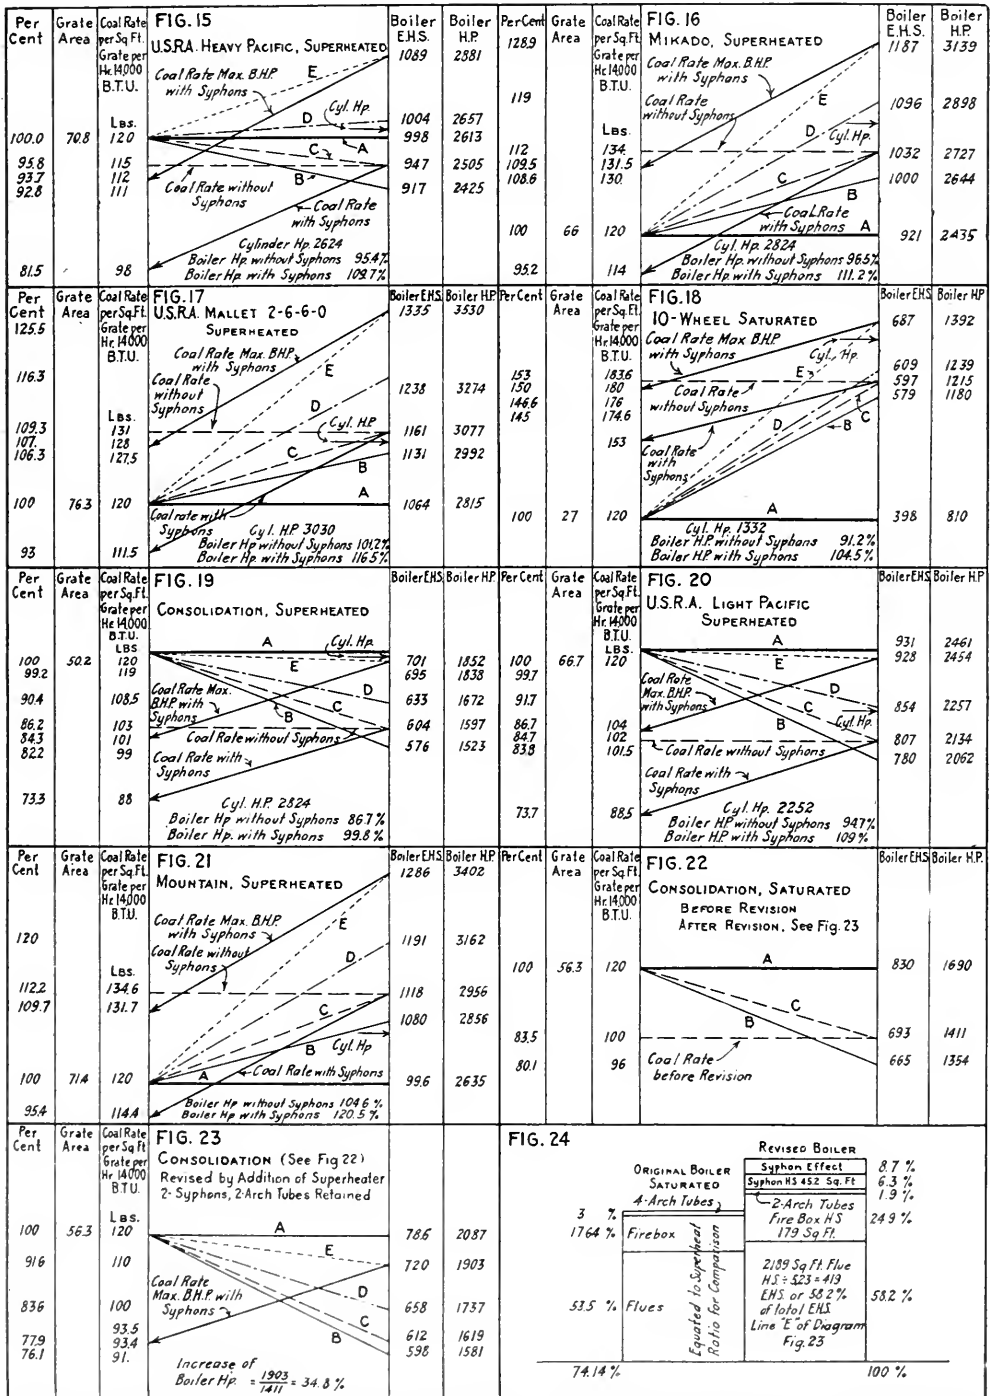 Per Cent
Grate Area
Coal Rate per Sq. Ft. Grate per Hr. 14,000 B.T.U.
FIG. 15
U.S.R.A. HEAVY PACIFIC, SUPERHEATED
Boiler E.H.S.
Boiler H.P.
1089 2881
Coal Rate Max. B.H.P. with Syphons
E
Cyl. Hp.
D
1004 2657
LBS.
100.0 70.8 120
A
998 2613
C
95.8 115
947 2505
93.7 112
92.8 111
B
917 2425
Coal Rate without Syphons
Coal Rate with Syphons
Cylinder Hp. 2624
Boiler Hp. without Syphons 95.4%
Boiler Hp. with Syphons 109.7%
81.5 98
Per Cent
Grate Area
Coal Rate per Sq. Ft. Grate per Hr. 14,000 B.T.U.
FIG. 16
MIKADO, SUPERHEATED
Boiler E.H.S.
Boiler H.P.
128.9
1187 3139
Coal Rate Max. B.H.P. with Syphons
Coal Rate without Syphons
E
119
1096 2898
D
Cyl. Hp.
LBS.
112 134
1032 2727
109.5 131.5
108.6 130.
1000 2644
C
B
Coal Rate with Syphons
A
100 66 120
921 2435
Cyl. Hp. 2824
Boiler Hp. without Syphons 96.5%
Boiler Hp. with Syphons 111.2%
95.2 114
Per Cent
Grate Area
Coal Rate per Sq. Ft. Grate per Hr. 14000 B.T.U.
FIG. 17
U.S.R.A. MALLET 2-6-6-0
SUPERHEATED
Boiler E.H.S. Boiler H.P.
125.5
1335 3530
Coal Rate Max. B.H.P. with Syphons
E
116.3
Coal Rate without Syphons
1238 3274
D
LBS.
109.3 131
Cyl. H.P.
1161 3077
107. 128
106.3 127.5
1131 2992
C
B
A
100 76.3 120
1064 2815
Coal rate with Syphons
Cyl. H.P. 3030
Boiler Hp without Syphons 101.2%
Boiler Hp. with Syphons 116.5%
93 111.5
Per Cent
Grate Area
Coal Rate per Sq. Ft. Grate per Hr. 14000 B.T.U.
FIG. 18
10-WHEEL SATURATED
Boiler E.H.S. Boiler HP
687 1392
Coal Rate Max B.H.P. with Syphons
Cyl. Hp.
E
153 183.6
609 1239
150 180
597 1215
146.6 176
579 1180
145 174.6
Coal Rate without Syphons
D
B
C
153
Coal Rate with Syphons
A
100 27 120
398 810
Cyl. Hp. 1332
Boiler H.P. without Syphons 91.2%
Boiler H.P. with Syphons 104.5%
Per Cent
Grate Area
Coal Rate per Sq. Ft. Grate per Hr. 14000 B.T.U.
FIG. 19
CONSOLIDATION, SUPERHEATED
Boiler E.H.S. Boiler H.P.
A
Cyl. Hp.
LBS
100 50.2 120
701 1852
99.2 119
695 1838
E
D
90.4 108.5
633 1672
Coal Rate Max. B.H.P. with Syphons
C
B
86.2 103
604 1597
84.3 101
Coal Rate without Syphons
82.2 99
576 1523
Coal Rate with Syphons
73.3 88
Cyl. H.P. 2824
Boiler Hp without Syphons 86.7%
Boiler Hp. with Syphons 99.8%
Per Cent
Grate Area
Coal Rate per Sq. Ft. Grate per Hr. 14000 B.T.U.
FIG. 20
U.S.R.A. LIGHT PACIFIC
SUPERHEATED
Boiler E.H.S. Boiler H.P.
A
LBS.
931 2461
100 66.7 120
928 2454
99.7
E
Coal Rate Max. B.H.P. with Syphons
D
91.7
854 2257
C
Cyl. Hp.
86.7 104
807 2134
84.7 102
B
83.8 101.5
Coal Rate without Syphons
780 2062
Coal Rate with Syphons
73.7 88.5
Cyl. Hp. 2252
Boiler H.P. without Syphons 94.7%
Boiler H.P. with Syphons 109%
Per Cent
Grate Area
Coal Rate per Sq. Ft. Grate per Hr. 14,000 B.T.U.
FIG. 21
MOUNTAIN, SUPERHEATED
Boiler E.H.S. Boiler H.P.
1286 3402
Coal Rate Max. B.H.P. with Syphons
E
120
Coal Rate without Syphons
1191 3162
D
LBS.
112.2 134.6
1118 2956
109.7 131.7
C
1080 2856
B
Cyl. Hp
100 71.4 120
A
Coal Rate with Syphons
99.6 2635
Boiler Hp without Syphons 104.6%
Boiler Hp with Syphons 120.5%
95.4 114.4
Per Cent
Grate Area
Coal Rate per Sq. Ft. Grate per Hr. 14,000 B.T.U.
FIG. 22
CONSOLIDATION, SATURATED
BEFORE REVISION
AFTER REVISION, See Fig. 23
Boiler E.H.S. Boiler H.P.
A
100 56.3 120
830 1690
C
B
83.5 100
693 1411
80.1 96
665 1354
Coal Rate before Revision
Per Cent
Grate Area
Coal Rate per Sq. Ft Grate per Hr 14000 B.T.U.
FIG. 23
CONSOLIDATION (See Fig 22)
Revised by Addition of Superheater
2- Syphons, 2-Arch Tubes Retained
LBS.
A
100 56.3 120
78.6 2087
E
91.6 110
720 1903
Coal Rate Max. B.H.P. with Syphons
D
83.6 100
658 1737
C
93.5
77.9 93.4
612 1619
B
76.1 91.
598 1581
Increase of
Boiler Hp. = 1903/1411 = 34.8%
FIG. 24
REVISED BOILER
ORIGINAL BOILER
SATURATED
4-Arch Tubes
Syphon Effect 8.7 %
Syphon HS 45.2 Sq. Ft 6.3 %
1.9 %
2-Arch Tubes
3 %
17.64 % Firebox
Fire Box HS 24.9 %
179 Sq Ft.
Equated to Superheat
Ratio for Comparison
2189 Sq Ft. Flue
HS ÷ 5.23 = 419
EHS. or 58.2% 58.2 %
of total EHS.
Line "E" of Diagram
Fig. 23
53.5 % Flues
74.14 %
100 %